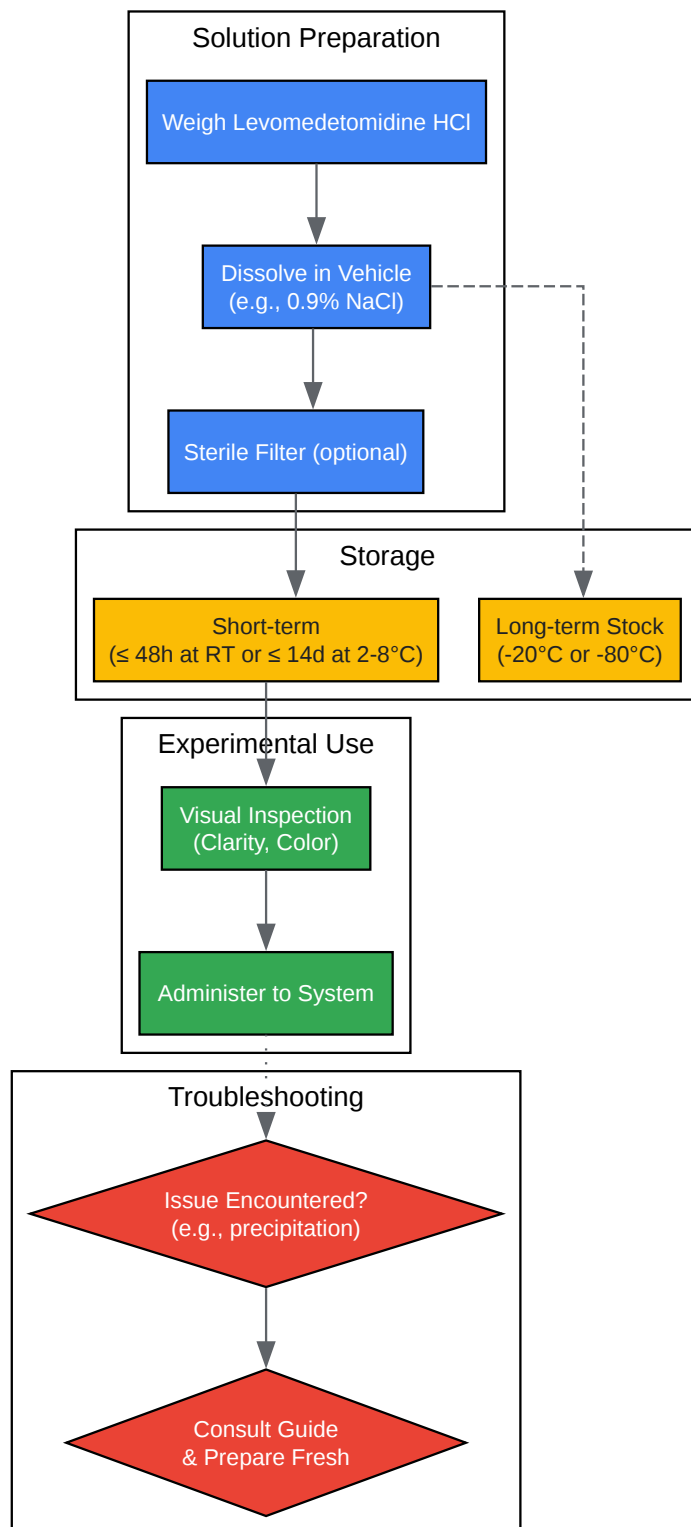 Solution Preparation
Weigh Levomedetomidine HCl
Dissolve in Vehicle
(e.g., 0.9% NaCl)
Sterile Filter (optional)
Storage
Short-term
(≤ 48h at RT or ≤ 14d at 2-8°C)
Long-term Stock
(-20°C or -80°C)
Experimental Use
Visual Inspection
(Clarity, Color)
Administer to System
Troubleshooting
Issue Encountered?
(e.g., precipitation)
Consult Guide
& Prepare Fresh